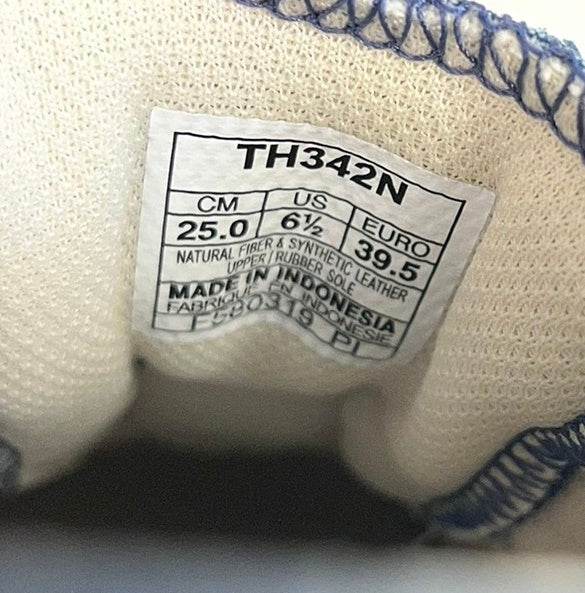 TH342N
CM US EURO
25.0 6½ 39.5
NATURAL FIBER & SYNTHETIC LEATHER
UPPER / RUBBER SOLE
MADE IN INDONESIA
FABRIQUE EN INDONESIE
PI